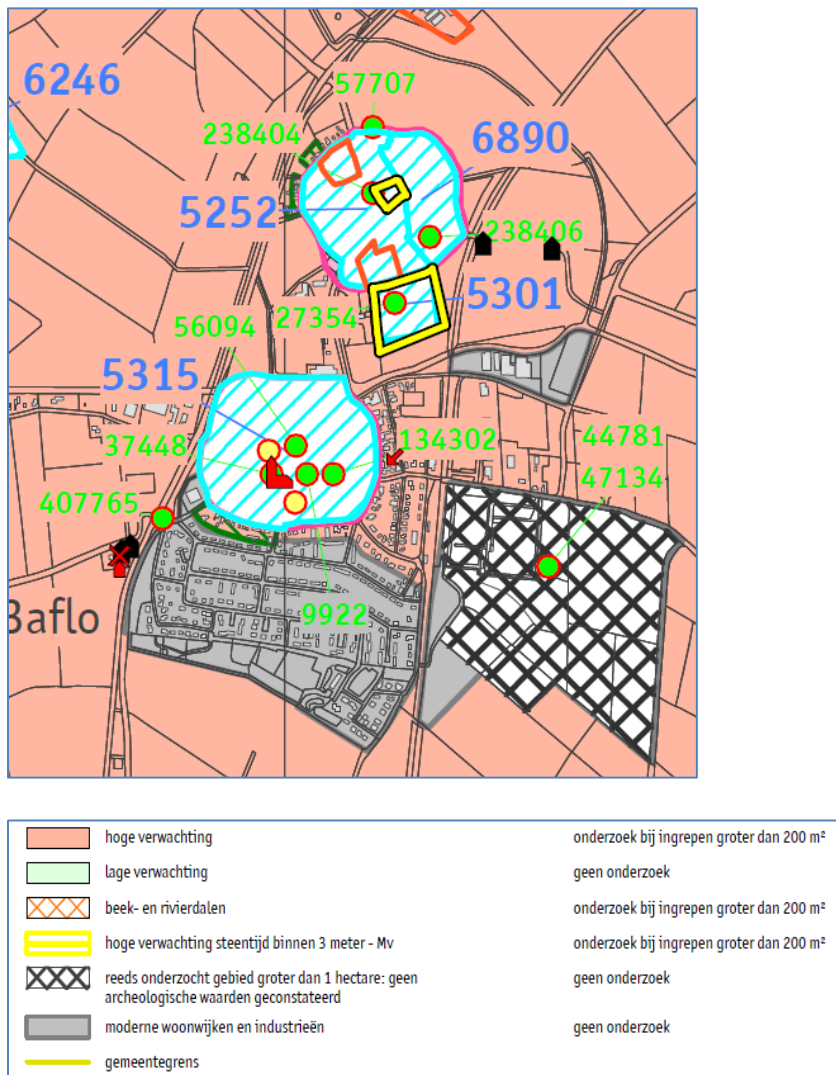 57707
6246
238404
6890
5252
238406
27354
5301
56094
5315
37448
134302
44781
47134
407765
Baflo
9922
hoge verwachting onderzoek bij ingrepen groter dan 200 m²
lage verwachting geen onderzoek
beek- en rivierdalen onderzoek bij ingrepen groter dan 200 m²
hoge verwachting steentijd binnen 3 meter - Mv onderzoek bij ingrepen groter dan 200 m²
reeds onderzocht gebied groter dan 1 hectare: geen geen onderzoek
archeologische waarden geconstateerd
moderne woonwijken en industrieën geen onderzoek
gemeentegrens